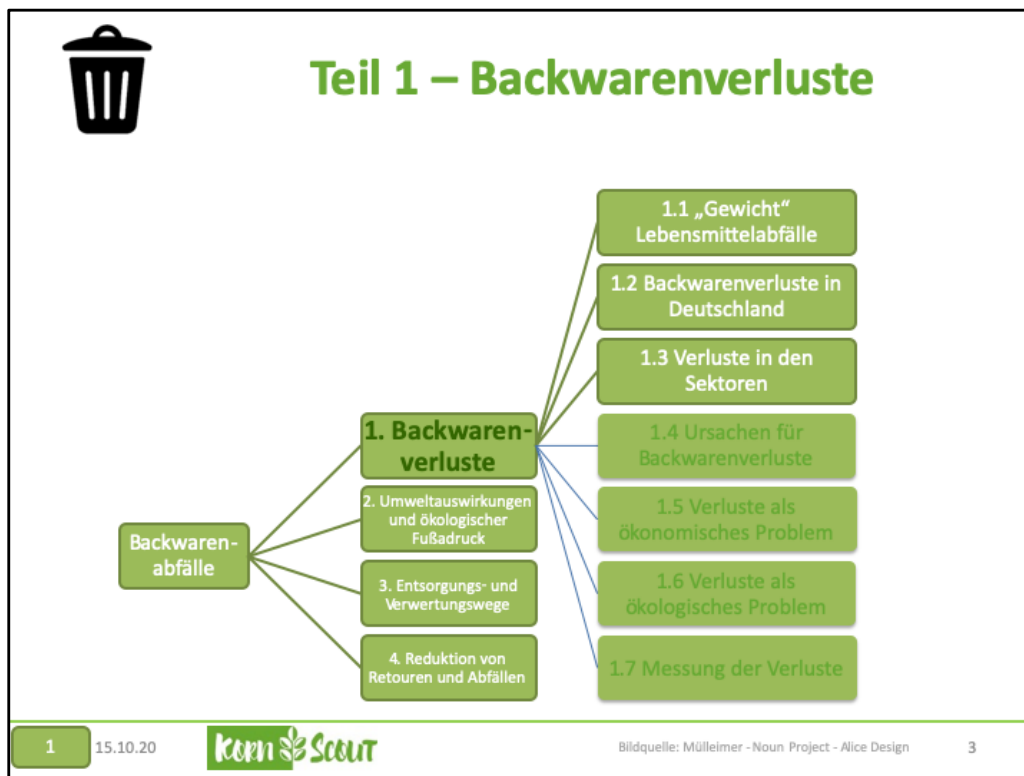 Teil 1 – Backwarenverluste
1.1 „Gewicht“
Lebensmittelabfälle
1.2 Backwarenverluste in
Deutschland
1.3 Verluste in den
Sektoren
1. Backwaren-
verluste
1.4 Ursachen für
Backwarenverluste
2. Umweltauswirkungen
und ökologischer
Fußadruck
1.5 Verluste als
ökonomisches Problem
Backwaren-
abfälle
3. Entsorgungs- und
Verwertungswege
1.6 Verluste als
ökologisches Problem
4. Reduktion von
Retouren und Abfällen
1.7 Messung der Verluste
1
15.10.20
Korn Scout
Bildquelle: Mülleimer - Noun Project - Alice Design
3